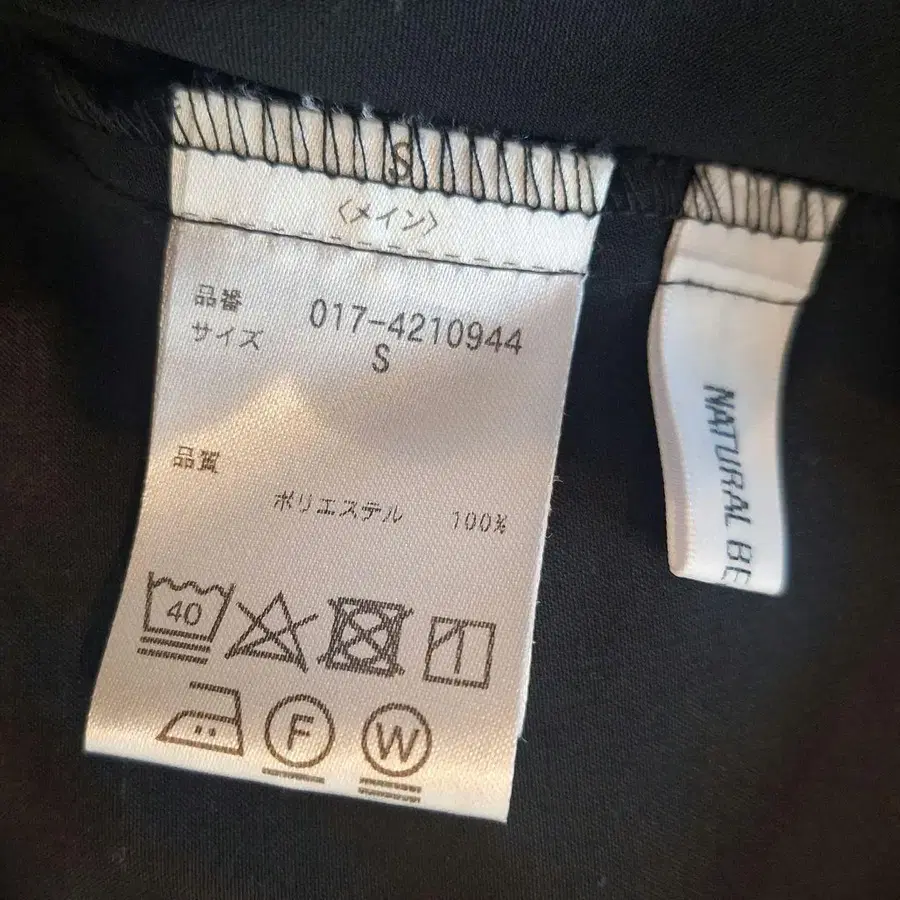 S
〈メイン〉
品番 017-4210944
サイズ S
品質
ポリエステル 100%
40
F
W
NATURAL BE